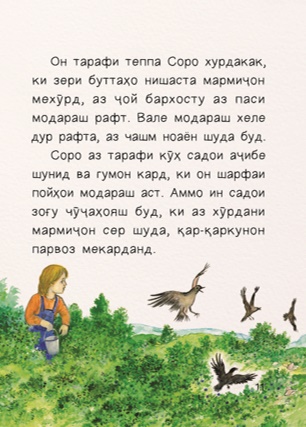 Он тарафи теппа Соро хурдакак,
ки зери буттаҳо нишаста мармиҷон
мехӯрд, аз ҷой бархосту аз паси
модараш рафт. Вале модараш хеле
дур рафта, аз чашм ноаён шуда буд.
Соро аз тарафи кӯҳ садои аҷибе
шунид ва гумон кард, ки он шарфаи
пойҳои модараш аст. Аммо ин садои
зоғу чӯҷаҳояш буд, ки аз хӯрдани
мармиҷон сер шуда, қар-қаркунон
парвоз мекарданд.